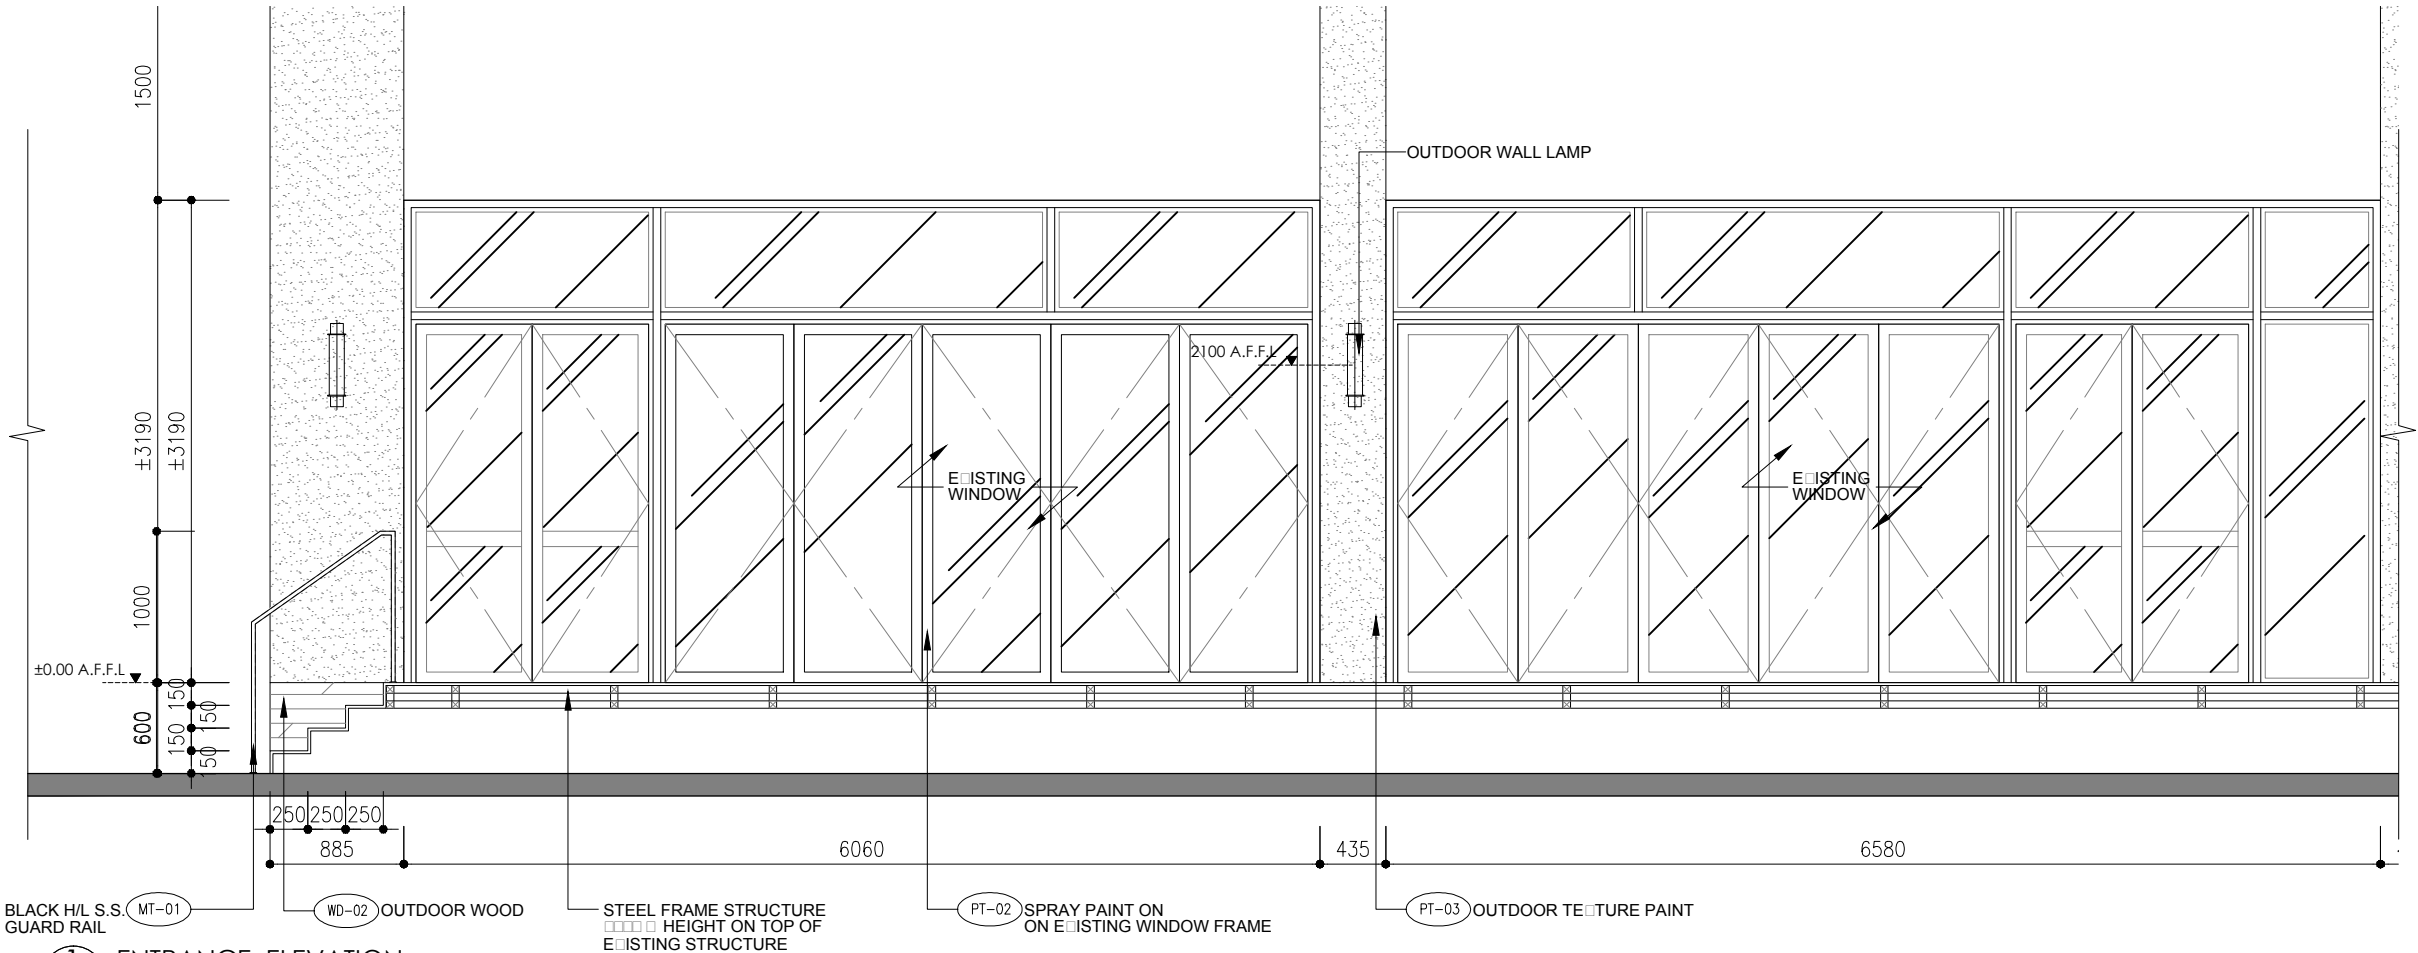 1500
OUTDOOR WALL LAMP
2100 A.F.F.L
±3190
±3190
E□ISTING
WINDOW
E□ISTING
WINDOW
1000
±0.00 A.F.F.L
600
150
150
150
150
250
250
250
885
6060
435
6580
BLACK H/L S.S.
GUARD RAIL
MT-01
WD-02
OUTDOOR WOOD
STEEL FRAME STRUCTURE
□□□□ □ HEIGHT ON TOP OF
E□ISTING STRUCTURE
PT-02
SPRAY PAINT ON
ON E□ISTING WINDOW FRAME
PT-03
OUTDOOR TE□TURE PAINT
1
ENTRANCE ELEVATION